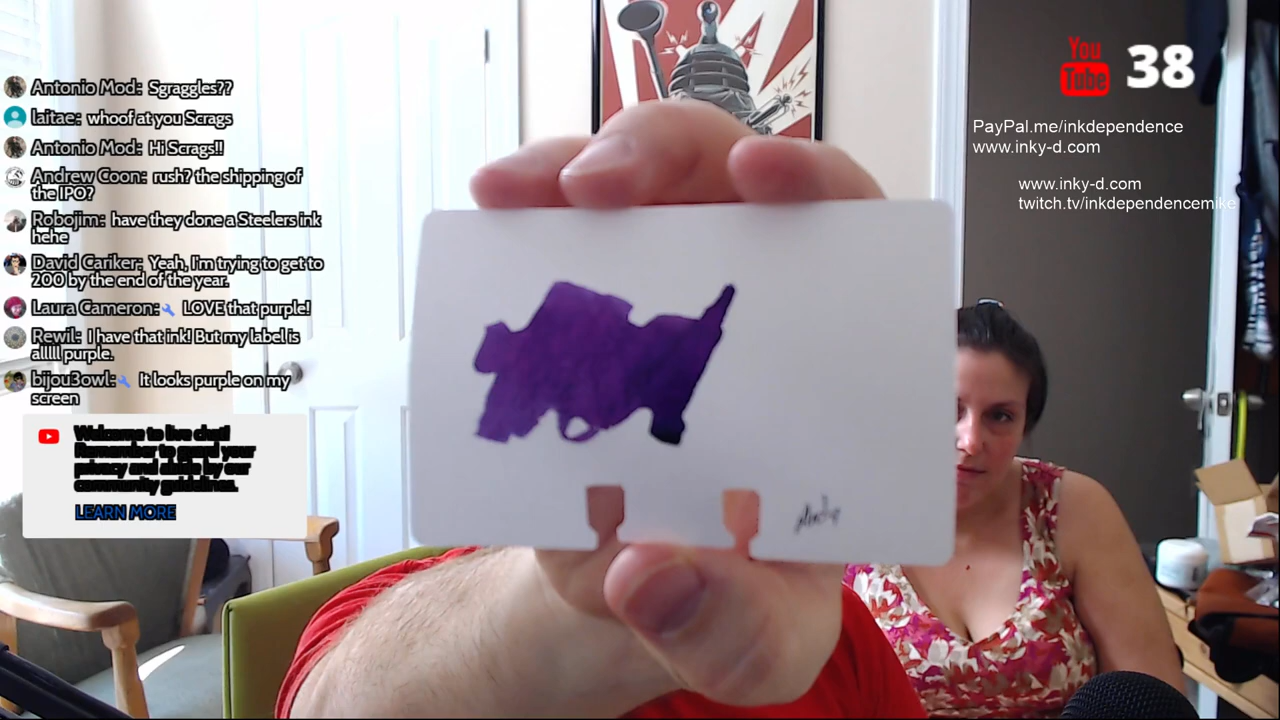 Antonio Mod: Sgraggles??
laitae: whoof at you Scrags
Antonio Mod: Hi Scrags!!
Andrew Coon: rush? the shipping of
the IPO?
Robojim: have they done a Steelers ink
hehe
David Cariker: Yeah, I'm trying to get to
200 by the end of the year.
Laura Cameron: LOVE that purple!
Rewil: I have that ink! But my label is
alllll purple.
bijou3owl: It looks purple on my
screen
Welcome to live chat!
Remember to guard your
privacy and abide by our
community guidelines.
LEARN MORE
You
Tube
38
PayPal.me/inkdependence
www.inky-d.com
www.inky-d.com
twitch.tv/inkdependencemike